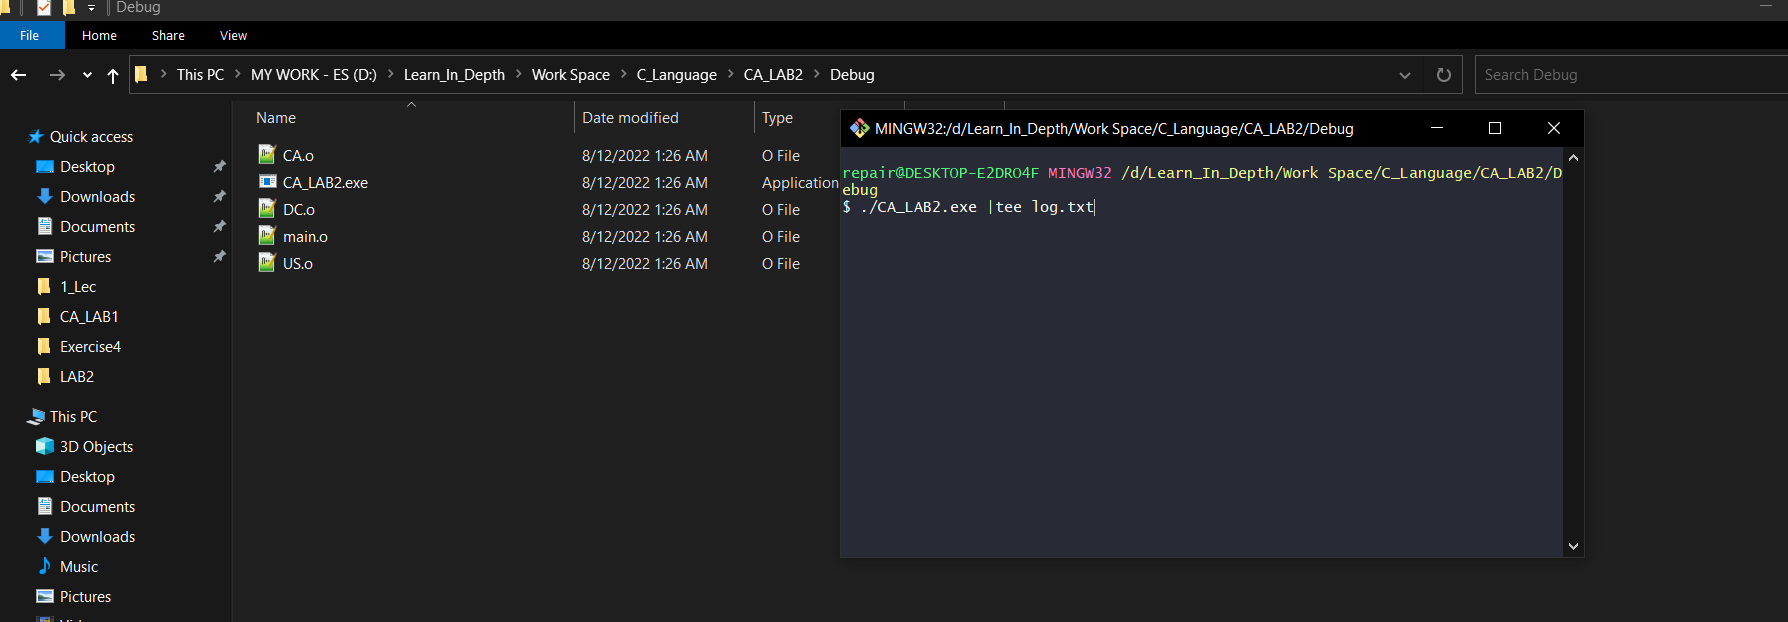 Debug
File Home Share View
This PC MY WORK - ES (D:) Learn_In_Depth Work Space C_Language CA_LAB2 Debug
Search Debug
Quick access
Desktop
Downloads
Documents
Pictures
1_Lec
CA_LAB1
Exercise4
LAB2
This PC
3D Objects
Desktop
Documents
Downloads
Music
Pictures
Name Date modified Type
CA.o 8/12/2022 1:26 AM O File
CA_LAB2.exe 8/12/2022 1:26 AM Application
DC.o 8/12/2022 1:26 AM O File
main.o 8/12/2022 1:26 AM O File
US.o 8/12/2022 1:26 AM O File
MINGW32:/d/Learn_In_Depth/Work Space/C_Language/CA_LAB2/Debug
repair@DESKTOP-E2DRO4F MINGW32 /d/Learn_In_Depth/Work Space/C_Language/CA_LAB2/D
ebug
$ ./CA_LAB2.exe |tee log.txt